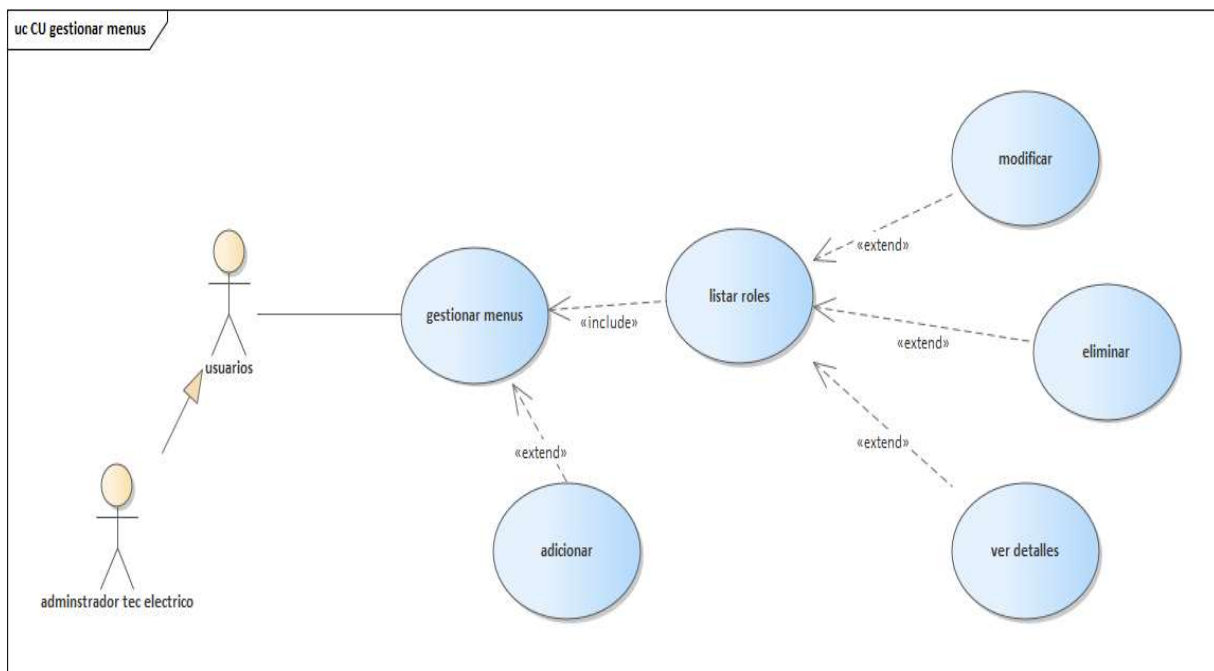 uc CU gestionar menus
modificar
«extend»
listar roles
gestionar menus
«include»
«extend»
eliminar
usuarios
«extend»
«extend»
adicionar
ver detalles
adminstrador tec electrico